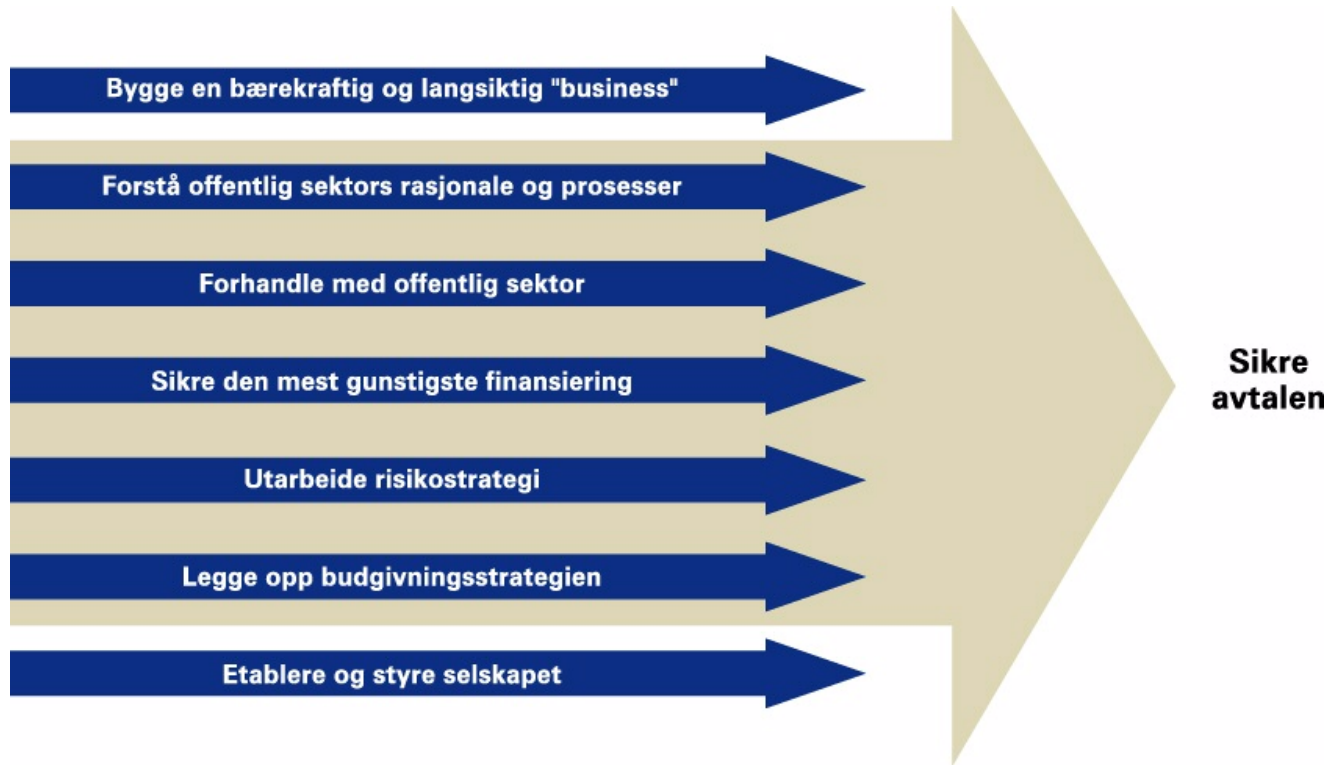 Bygge en bærekraftig og langsiktig "business"
Forstå offentlig sektors rasjonale og prosesser
Forhandle med offentlig sektor
Sikre den mest gunstigste finansiering
Utarbeide risikostrategi
Legge opp budgivningsstrategien
Etablere og styre selskapet
Sikre
avtalen